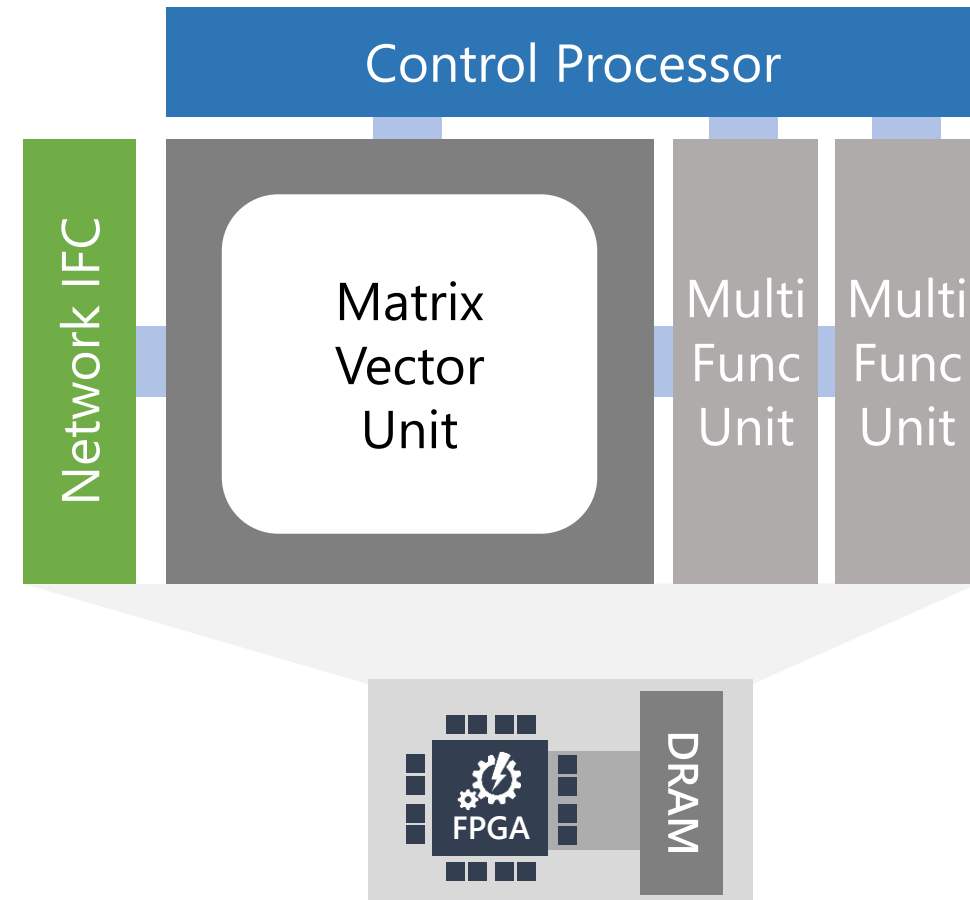 Control Processor
Network IFC
Matrix
Vector
Unit
Multi
Func
Unit
Multi
Func
Unit
FPGA
DRAM